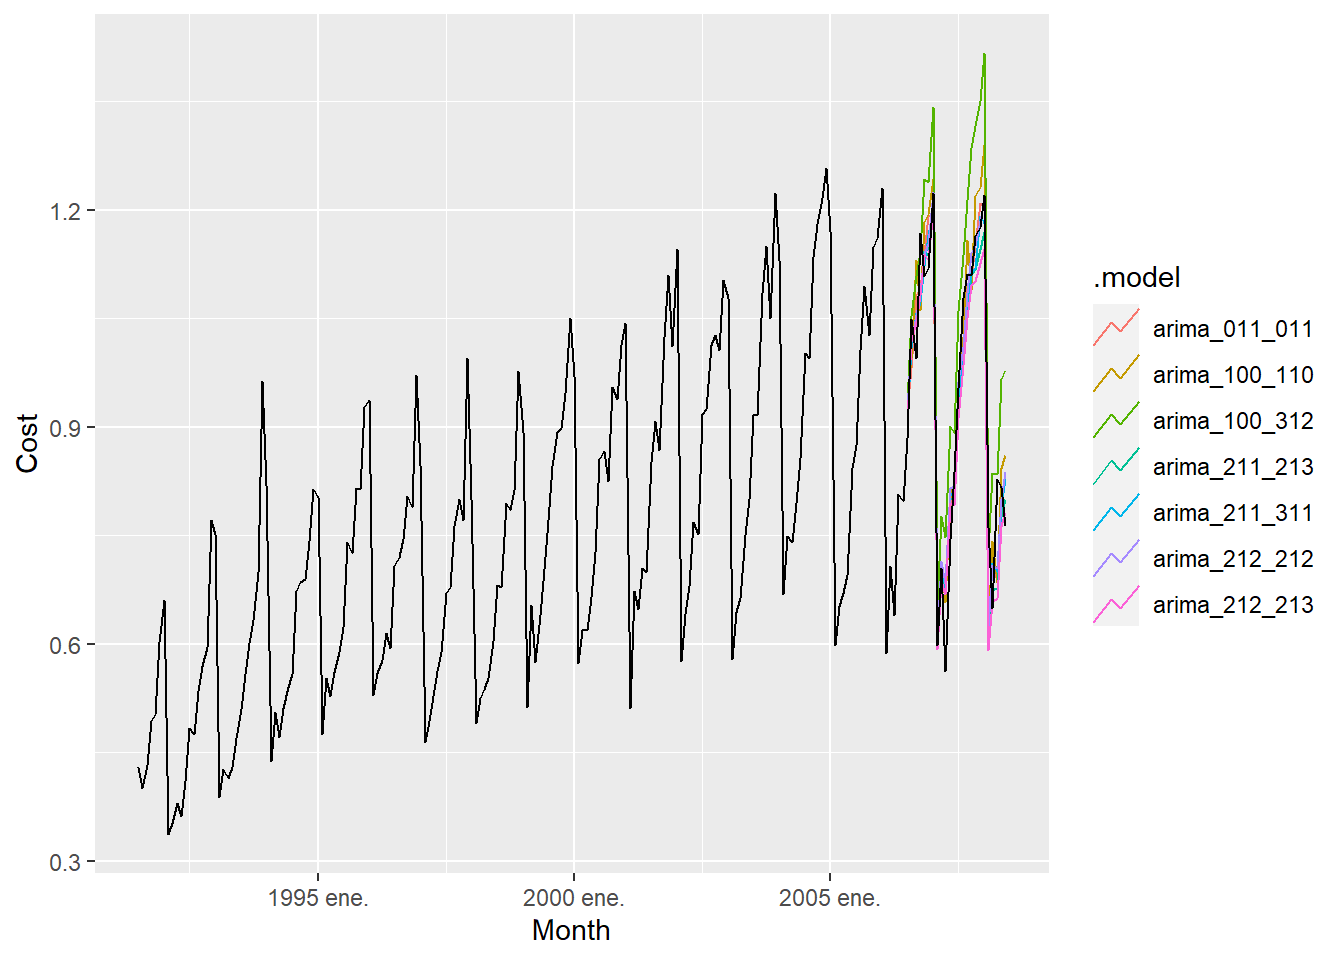 1.2
0.9
0.6
0.3
Cost
1995 ene.
2000 ene.
2005 ene.
Month
.model
arima_011_011
arima_100_110
arima_100_312
arima_211_213
arima_211_311
arima_212_212
arima_212_213